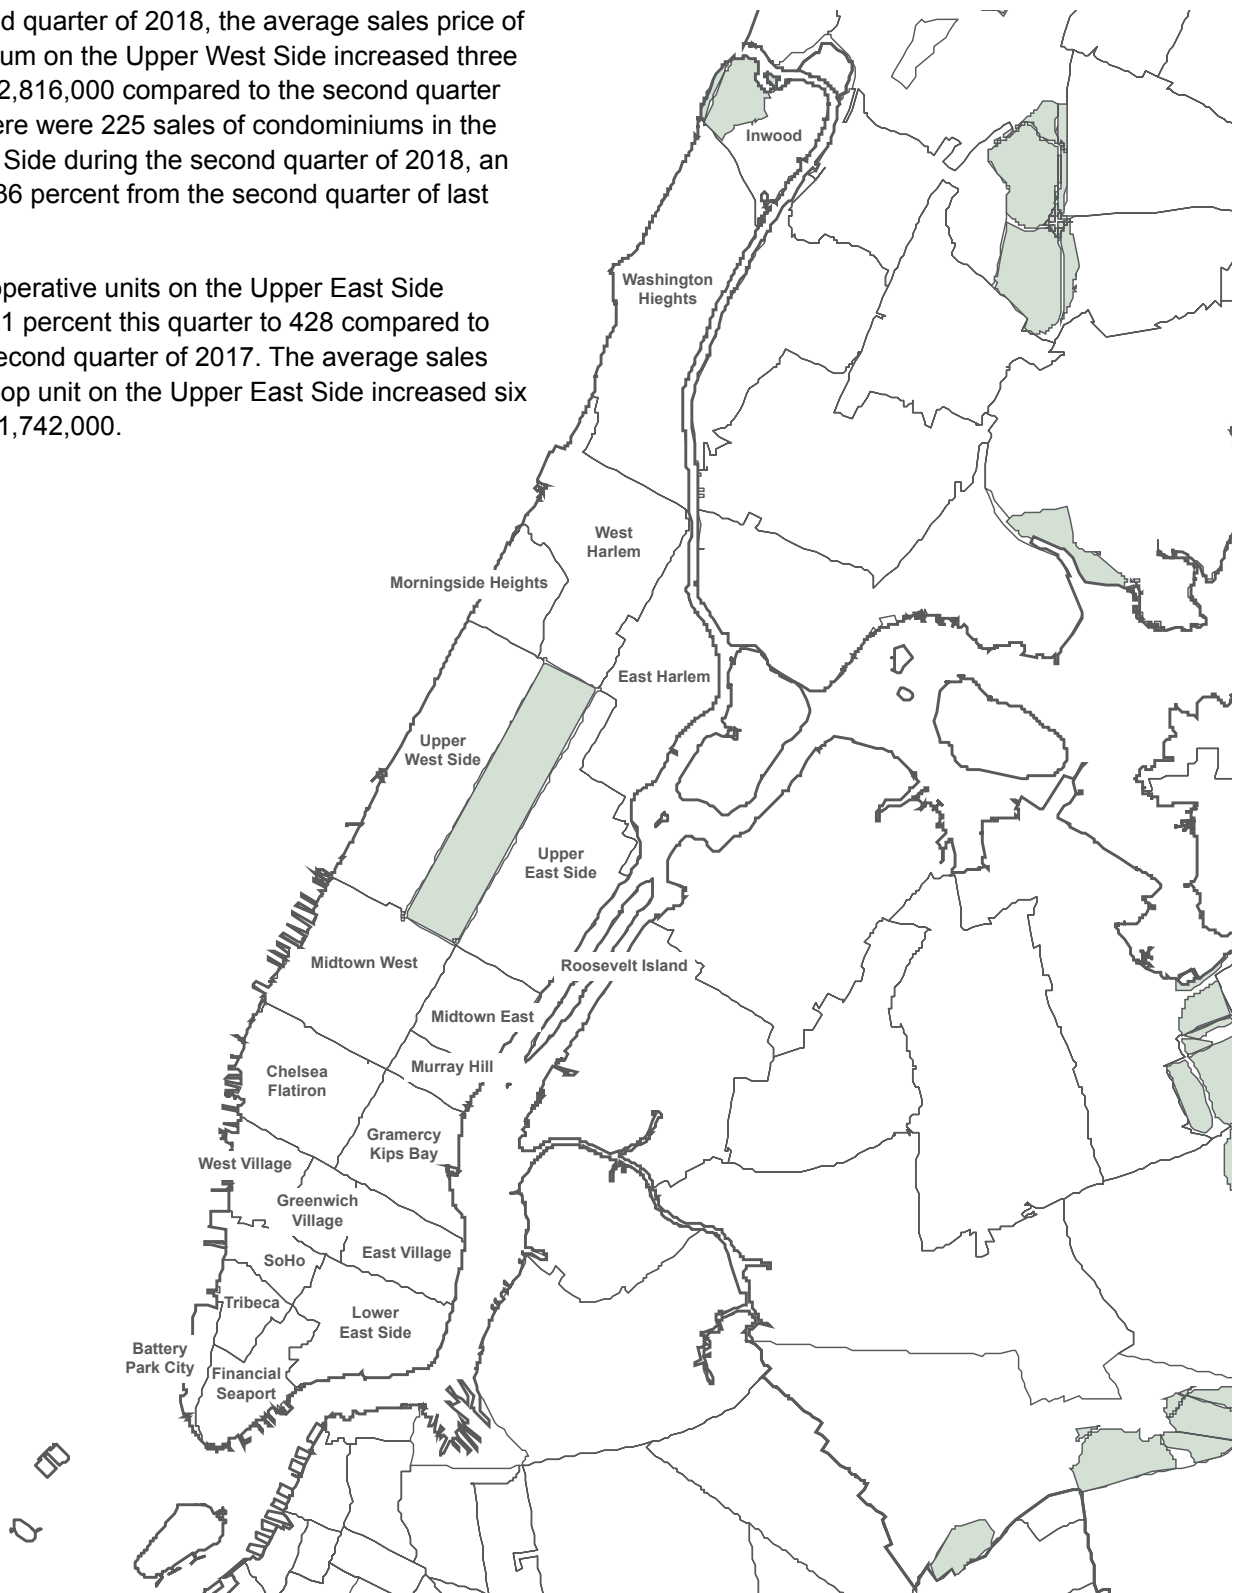 d quarter of 2018, the average sales price of
um on the Upper West Side increased three
2,816,000 compared to the second quarter
ere were 225 sales of condominiums in the
Side during the second quarter of 2018, an
36 percent from the second quarter of last
operative units on the Upper East Side
1 percent this quarter to 428 compared to
econd quarter of 2017. The average sales
op unit on the Upper East Side increased six
1,742,000.
Inwood
Washington
Hieghts
West
Harlem
Morningside Heights
East Harlem
Upper
West Side
Upper
East Side
Midtown West
Roosevelt Island
Midtown East
Murray Hill
Chelsea
Flatiron
Gramercy
Kips Bay
West Village
Greenwich
Village
East Village
SoHo
Tribeca
Lower
East Side
Battery
Park City
Financial
Seaport